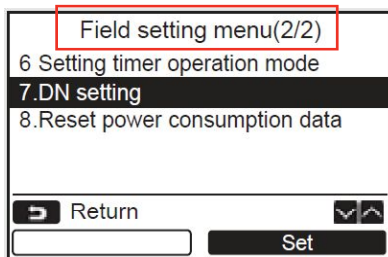 Field setting menu(2/2)
6 Setting timer operation mode
7.DN setting
8.Reset power consumption data
Return
Set